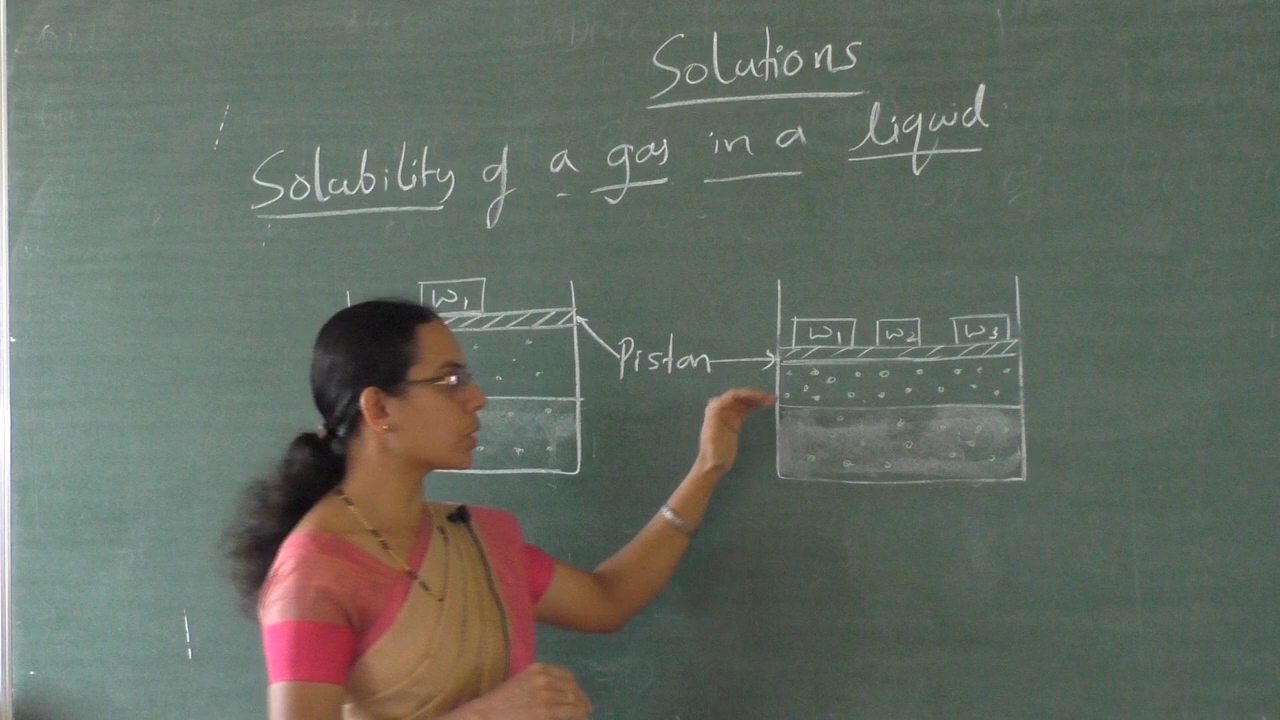 Solutions
Solubility of a gas in a liquid
W1
Piston
W1 W2 W3